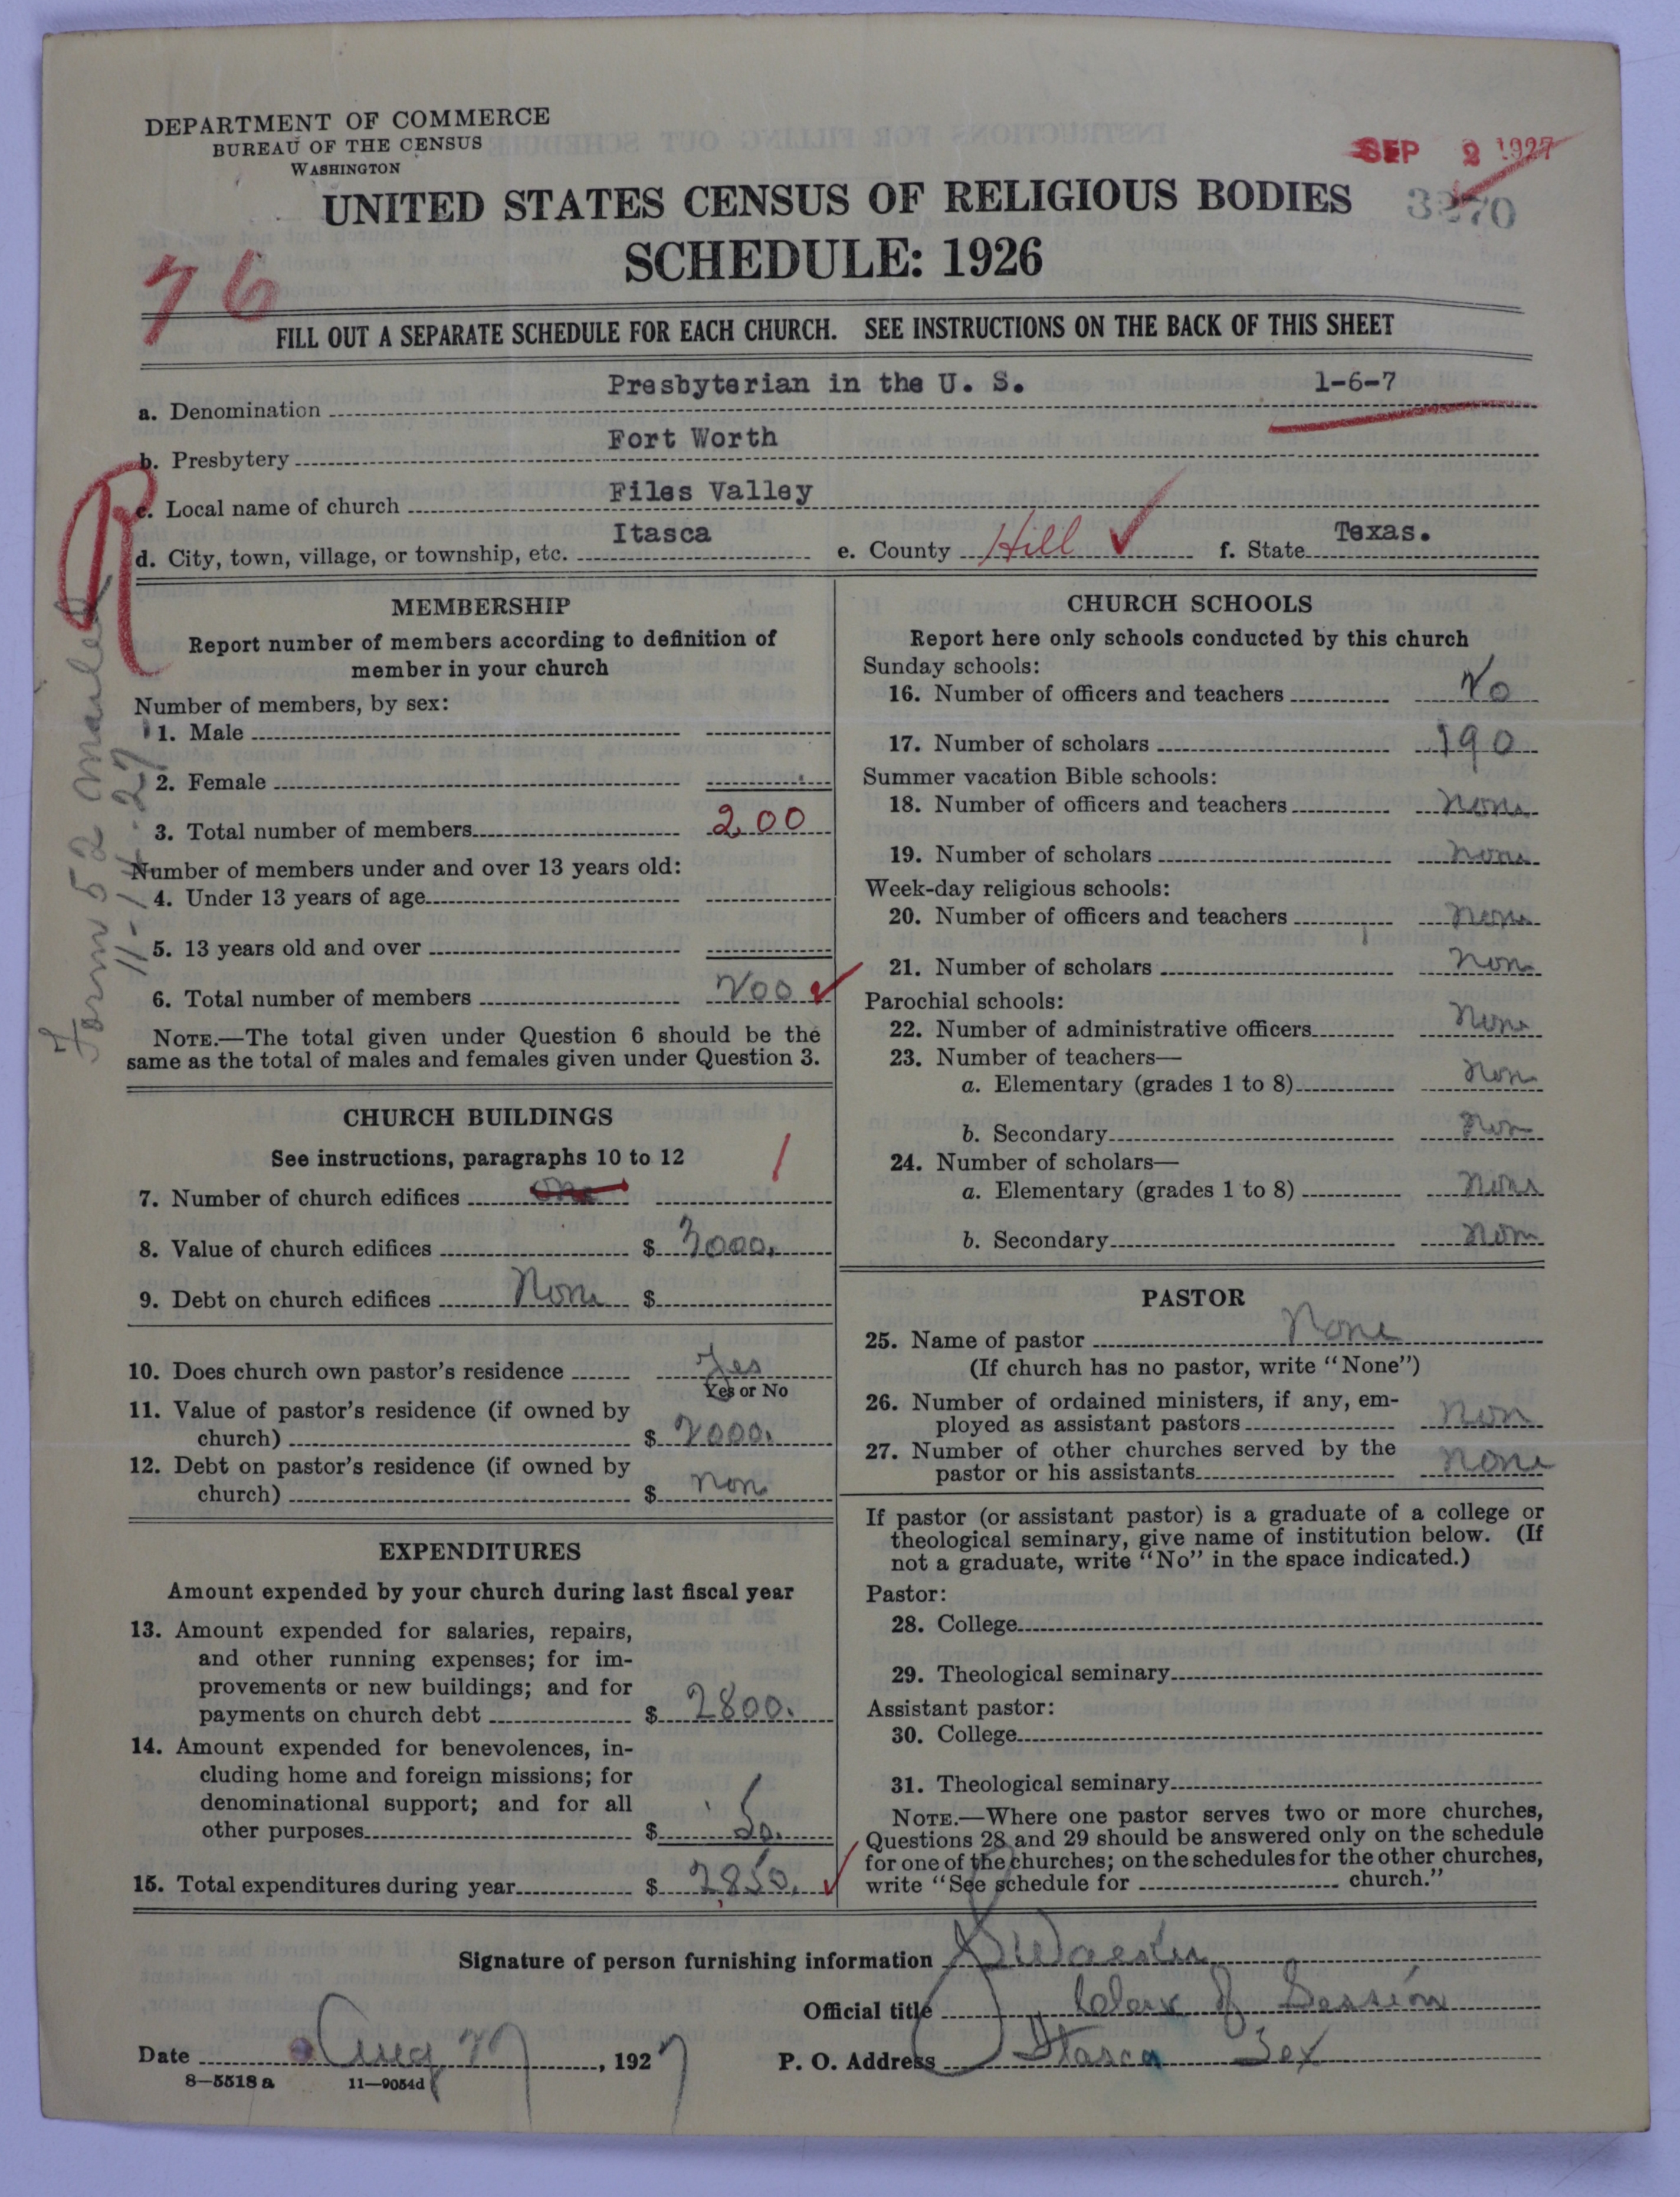 DEPARTMENT OF COMMERCE
BUREAU OF THE CENSUS
WASHINGTON
SEP 2 1927
UNITED STATES CENSUS OF RELIGIOUS BODIES
3270
SCHEDULE: 1926
76
FILL OUT A SEPARATE SCHEDULE FOR EACH CHURCH. SEE INSTRUCTIONS ON THE BACK OF THIS SHEET
a. Denomination Presbyterian in the U. S. 1-6-7
b. Presbytery Fort Worth
c. Local name of church Files Valley
d. City, town, village, or township, etc. Itasca e. County Hill f. State Texas.
R
Form 52 mailed
11-14-27
MEMBERSHIP
Report number of members according to definition of
member in your church
Number of members, by sex:
1. Male
2. Female
3. Total number of members 200
Number of members under and over 13 years old:
4. Under 13 years of age
5. 13 years old and over
6. Total number of members 200
NOTE.—The total given under Question 6 should be the
same as the total of males and females given under Question 3.
CHURCH BUILDINGS
See instructions, paragraphs 10 to 12
7. Number of church edifices one 1
8. Value of church edifices $ 3000.
9. Debt on church edifices None $
10. Does church own pastor's residence Yes
Yes or No
11. Value of pastor's residence (if owned by
church) $ 2000.
12. Debt on pastor's residence (if owned by
church) $ Non
EXPENDITURES
Amount expended by your church during last fiscal year
13. Amount expended for salaries, repairs,
and other running expenses; for im-
provements or new buildings; and for
payments on church debt $ 2800.
14. Amount expended for benevolences, in-
cluding home and foreign missions; for
denominational support; and for all
other purposes $ 50.
15. Total expenditures during year $ 2850.
CHURCH SCHOOLS
Report here only schools conducted by this church
Sunday schools:
16. Number of officers and teachers
17. Number of scholars 190
Summer vacation Bible schools:
18. Number of officers and teachers none
19. Number of scholars none
Week-day religious schools:
20. Number of officers and teachers none
21. Number of scholars Non
Parochial schools:
22. Number of administrative officers None
23. Number of teachers—
a. Elementary (grades 1 to 8) Non
b. Secondary Non
24. Number of scholars—
a. Elementary (grades 1 to 8) None
b. Secondary Non
PASTOR
25. Name of pastor None
(If church has no pastor, write "None")
26. Number of ordained ministers, if any, em-
ployed as assistant pastors Non
27. Number of other churches served by the
pastor or his assistants None
If pastor (or assistant pastor) is a graduate of a college or
theological seminary, give name of institution below. (If
not a graduate, write "No" in the space indicated.)
Pastor:
28. College
29. Theological seminary
Assistant pastor:
30. College
31. Theological seminary
NOTE.—Where one pastor serves two or more churches,
Questions 28 and 29 should be answered only on the schedule
for one of the churches; on the schedules for the other churches,
write "See schedule for church."
Signature of person furnishing information
Official title Clerk of Session
Date Aug 27, 1927 P. O. Address Itasca Tex
8—5518 a 11—9054d